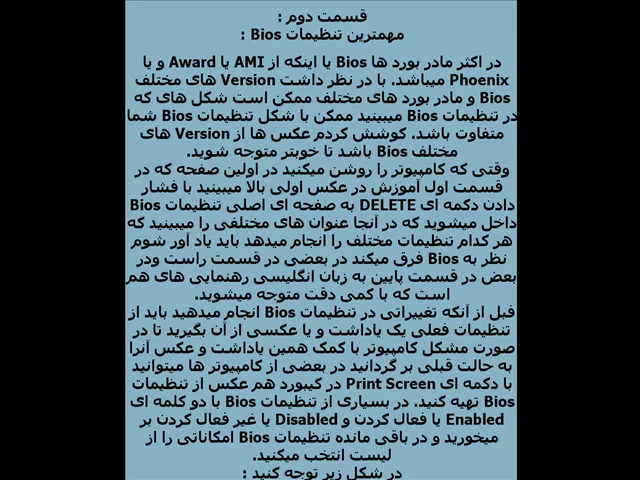 قسمت دوم :
مهمترین تنظیمات Bios :
در اکثر مادر بورد ها Bios یا اینکه از AMI یا Award و یا
Phoenix میباشد. با در نظر داشت Version های مختلف
Bios و مادر بورد های مختلف ممکن است شکل های که
در تنظیمات Bios میبینید ممکن با شکل تنظیمات Bios شما
متفاوت باشد. کوشش کردم عکس ها از Version های
مختلف Bios باشد تا خوبتر متوجه شوید.
وقتی که کامپیوتر را روشن میکنید در اولین صفحه که در
قسمت اول آموزش در عکس اولی بالا میبینید با فشار
دادن دکمه ای DELETE به صفحه ای اصلی تنظیمات Bios
داخل میشوید که در آنجا عنوان های مختلفی را میبینید که
هر کدام تنظیمات مختلف را انجام میدهد باید یاد آور شوم
نظر به Bios فرق میکند در بعضی در قسمت راست ودر
بعض در قسمت پایین به زبان انگلیسی رهنمایی های هم
است که با کمی دقت متوجه میشوید.
قبل از آنکه تغییراتی در تنظیمات Bios انجام میدهید باید از
تنظیمات فعلی یک یاداشت و یا عکسی از آن بگیرید تا در
صورت مشکل کامپیوتر با کمک همین یاداشت و عکس آنرا
به حالت قبلی بر گردانید در بعضی از کامپیوتر ها میتوانید
با دکمه ای Print Screen در کیبورد هم عکس از تنظیمات
Bios تهیه کنید. در بسیاری از تنظیمات Bios با دو کلمه ای
Enabled یا فعال کردن و Disabled یا غیر فعال کردن بر
میخورید و در باقی مانده تنظیمات Bios امکاناتی را از
لیست انتخب میکنید.
در شکل زیر توجه کنید :